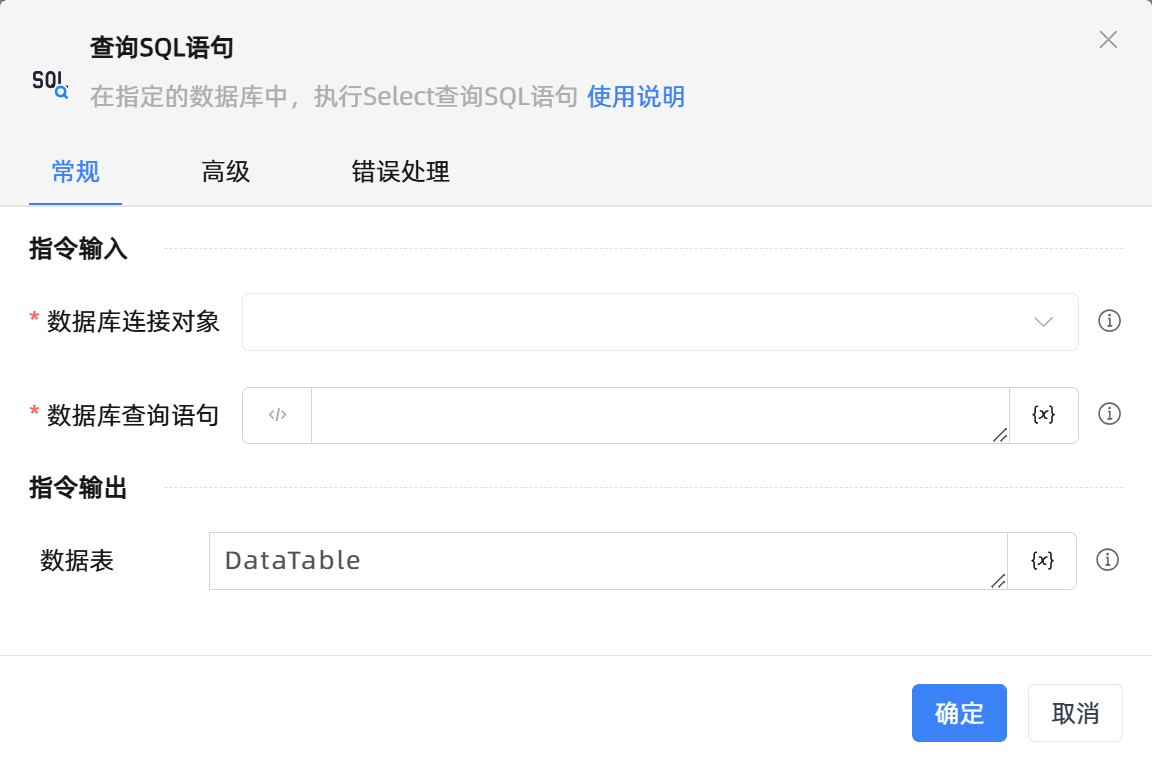 查询SQL语句
SQL
在指定的数据库中，执行Select查询SQL语句 使用说明
常规 高级 错误处理
指令输入
* 数据库连接对象
* 数据库查询语句 </> {x}
指令输出
数据表 DataTable {x}
确定 取消